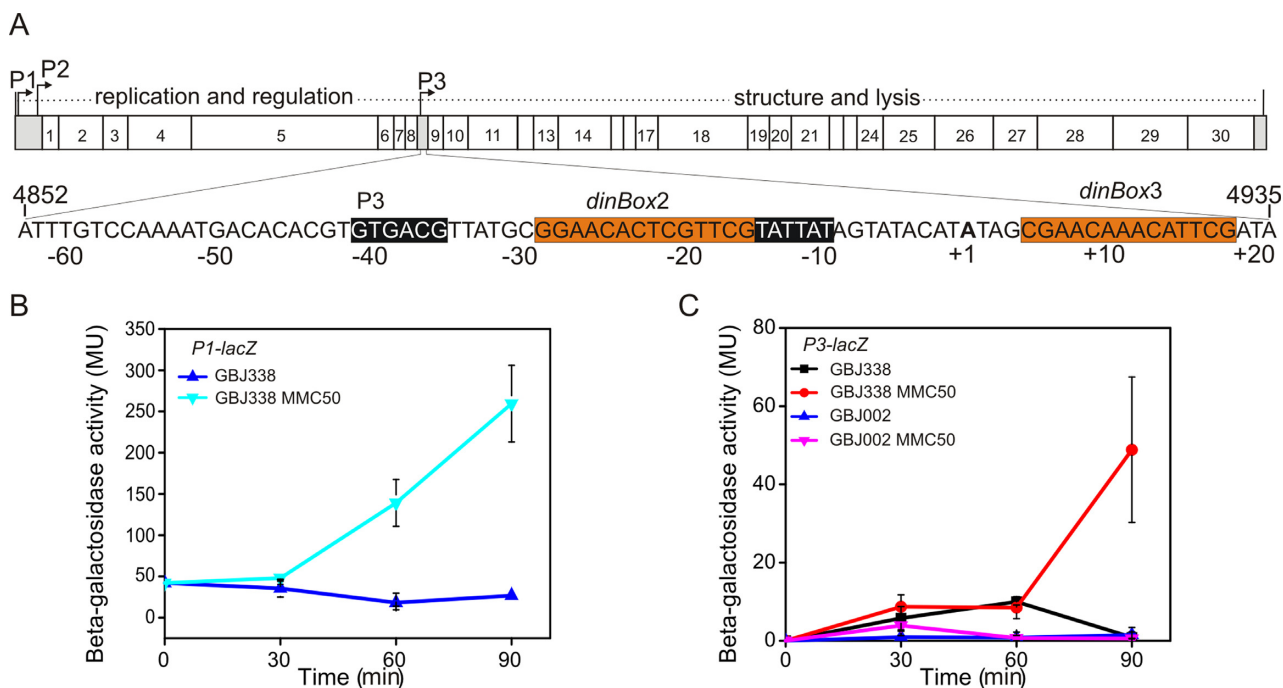 A
P1 P2 P3
replication and regulation structure and lysis
1 2 3 4 5 6 7 8 9 10 11 13 14 17 18 19 20 21 24 25 26 27 28 29 30
4852 P3 dinBox2 dinBox3 4935
ATTTGTCCAAAATGACACACGTGTGACGTTATGCGGAACACTCGTTCGTATTATAGTATACATATAGCGAACAAACATTCGATA
-60 -50 -40 -30 -20 -10 +1 +10 +20
B
Beta-galactosidase activity (MU)
350
300
250
200
150
100
50
0
P1-lacZ
GBJ338
GBJ338 MMC50
0 30 60 90
Time (min)
C
Beta-galactosidase activity (MU)
80
60
40
20
0
P3-lacZ
GBJ338
GBJ338 MMC50
GBJ002
GBJ002 MMC50
0 30 60 90
Time (min)